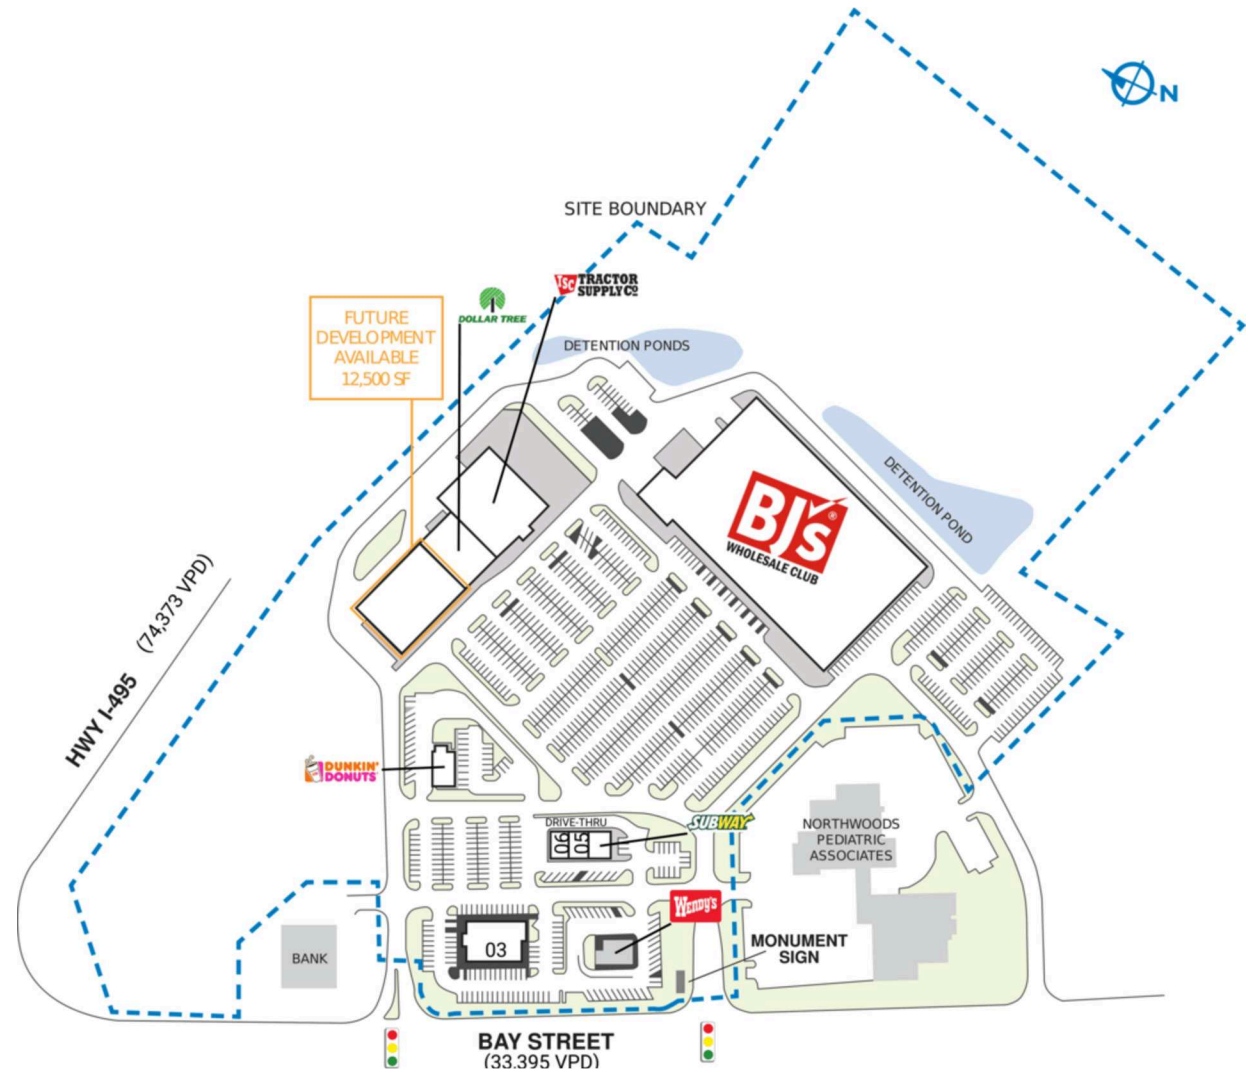 N
SITE BOUNDARY
TSC TRACTOR
SUPPLY CO
DOLLAR TREE
FUTURE
DEVELOPMENT
AVAILABLE
12,500 SF
DETENTION PONDS
DETENTION POND
BJ's®
WHOLESALE CLUB
HWY I-495 (74,373 VPD)
DUNKIN'
DONUTS
DRIVE-THRU
06
05
SUBWAY
NORTHWOODS
PEDIATRIC
ASSOCIATES
WENDY'S
03
MONUMENT
SIGN
BANK
BAY STREET
(33,395 VPD)